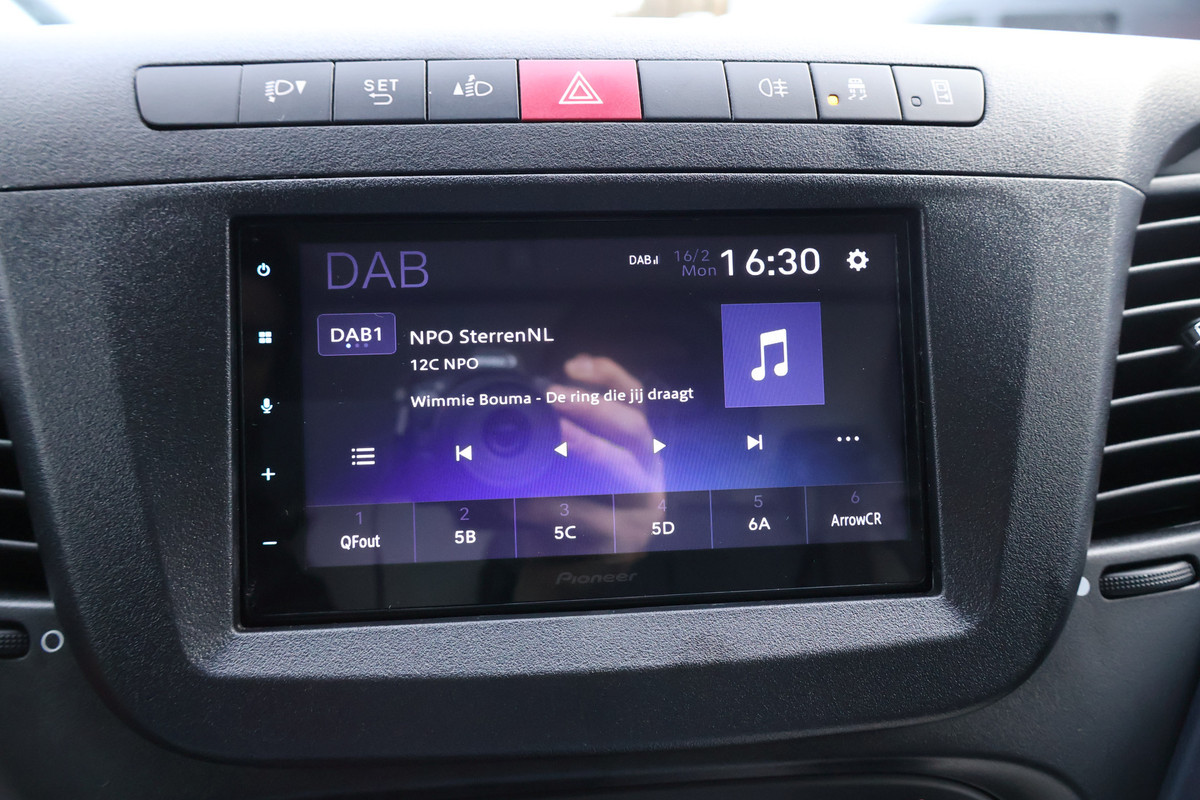 SET
DAB
DAB
16/2
Mon
16:30
DAB1
NPO SterrenNL
12C NPO
Wimmie Bouma - De ring die jij draagt
1
QFout
2
5B
3
5C
4
5D
5
6A
6
ArrowCR
Pioneer